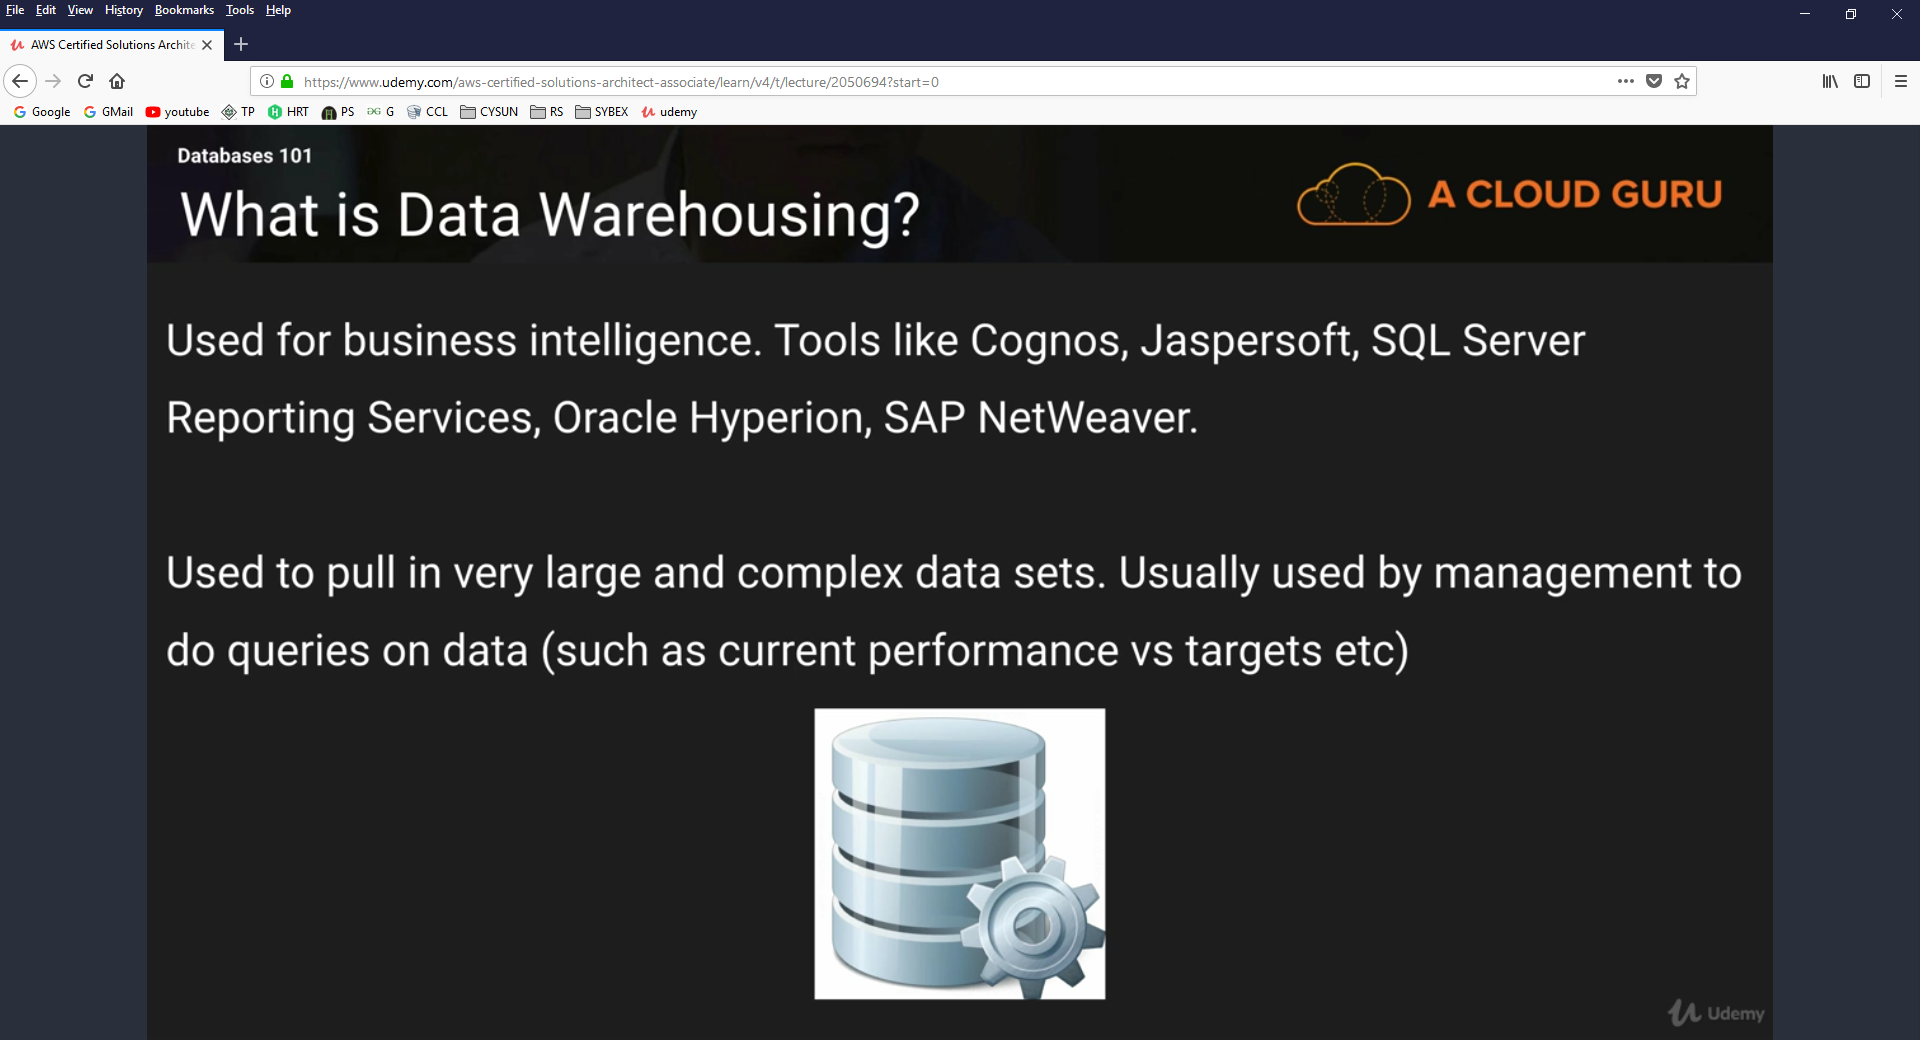 File Edit View History Bookmarks Tools Help
AWS Certified Solutions Archite
https://www.udemy.com/aws-certified-solutions-architect-associate/learn/v4/t/lecture/2050694?start=0
Google GMail youtube TP HRT PS G CCL CYSUN RS SYBEX udemy
Databases 101
What is Data Warehousing?
A CLOUD GURU
Used for business intelligence. Tools like Cognos, Jaspersoft, SQL Server
Reporting Services, Oracle Hyperion, SAP NetWeaver.
Used to pull in very large and complex data sets. Usually used by management to
do queries on data (such as current performance vs targets etc)
Udemy